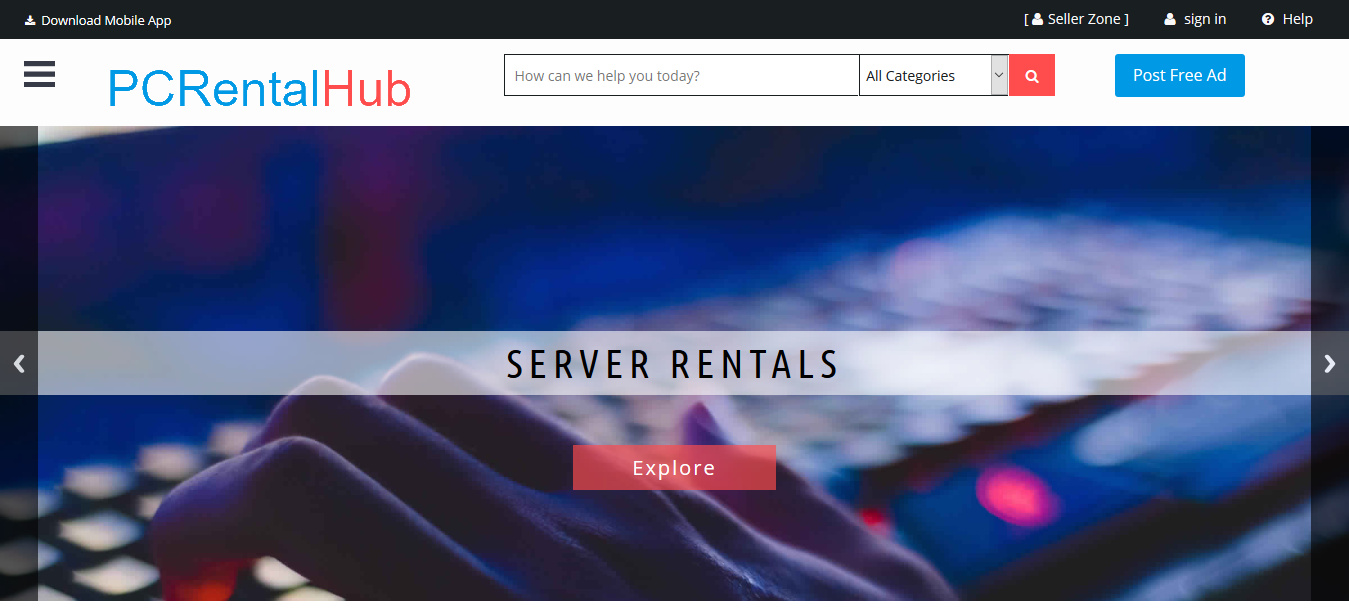 Download Mobile App
[ Seller Zone ]
sign in
Help
PCRentalHub
How can we help you today?
All Categories
Post Free Ad
SERVER RENTALS
Explore